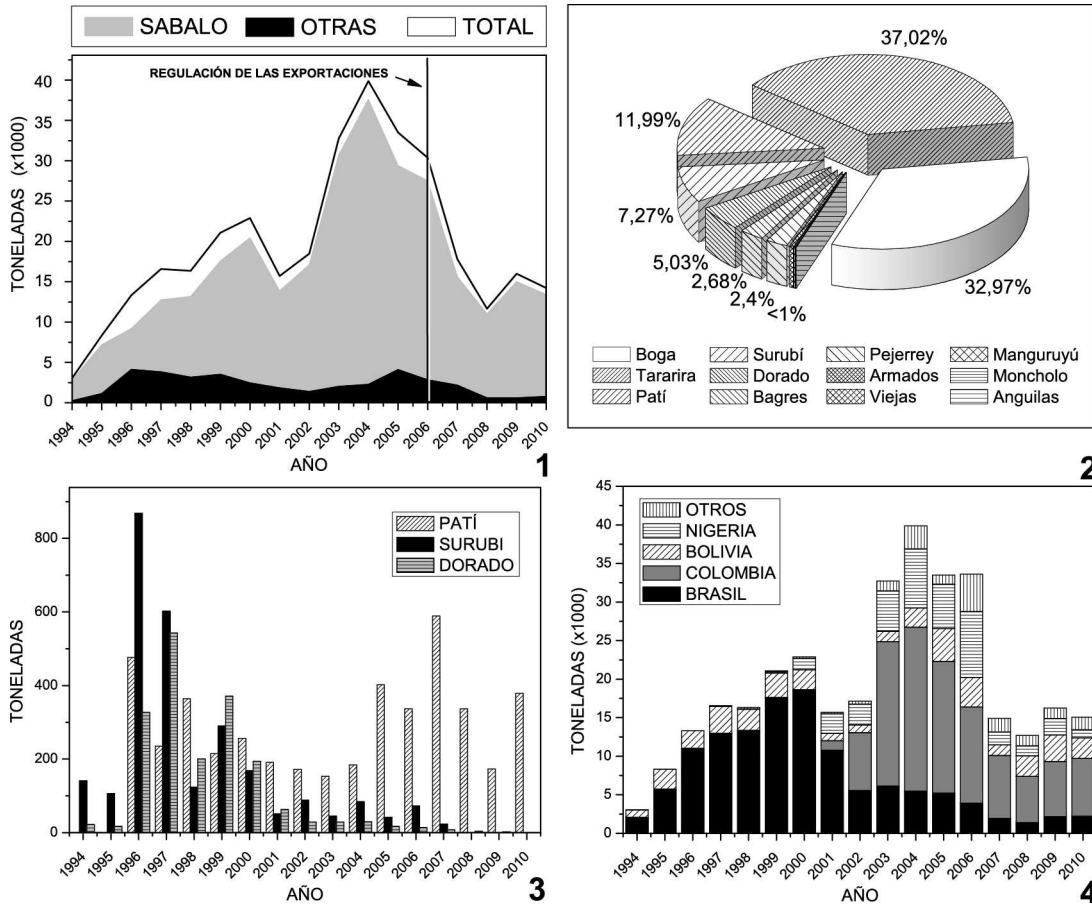 SABALO OTRAS TOTAL
REGULACIÓN DE LAS EXPORTACIONES
TONELADAS (x1000)
40
35
30
25
20
15
10
5
0
1994 1995 1996 1997 1998 1999 2000 2001 2002 2003 2004 2005 2006 2007 2008 2009 2010
AÑO
1
37,02%
11,99%
7,27%
5,03%
2,68%
2,4%
<1%
32,97%
Boga Surubí Pejerrey Manguruyú
Tararira Dorado Armados Moncholo
Patí Bagres Viejas Anguilas
2
PATÍ
SURUBI
DORADO
TONELADAS
800
600
400
200
0
1994 1995 1996 1997 1998 1999 2000 2001 2002 2003 2004 2005 2006 2007 2008 2009 2010
AÑO
3
OTROS
NIGERIA
BOLIVIA
COLOMBIA
BRASIL
TONELADAS (x1000)
45
40
35
30
25
20
15
10
5
0
1994 1995 1996 1997 1998 1999 2000 2001 2002 2003 2004 2005 2006 2007 2008 2009 2010
AÑO
4